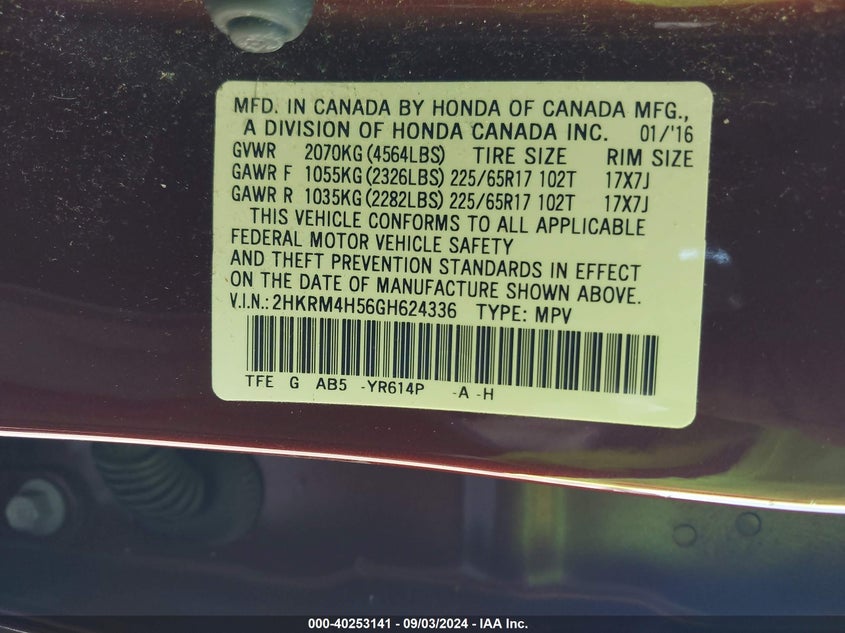 MFD. IN CANADA BY HONDA OF CANADA MFG.,
A DIVISION OF HONDA CANADA INC. 01/'16
GVWR 2070KG (4564LBS) TIRE SIZE RIM SIZE
GAWR F 1055KG (2326LBS) 225/65R17 102T 17X7J
GAWR R 1035KG (2282LBS) 225/65R17 102T 17X7J
THIS VEHICLE CONFORMS TO ALL APPLICABLE
FEDERAL MOTOR VEHICLE SAFETY
AND THEFT PREVENTION STANDARDS IN EFFECT
ON THE DATE OF MANUFACTURE SHOWN ABOVE.
V.I.N.: 2HKRM4H56GH624336 TYPE: MPV
TFE G AB5 -YR614P -A -H
000-40253141 - 09/03/2024 - IAA Inc.